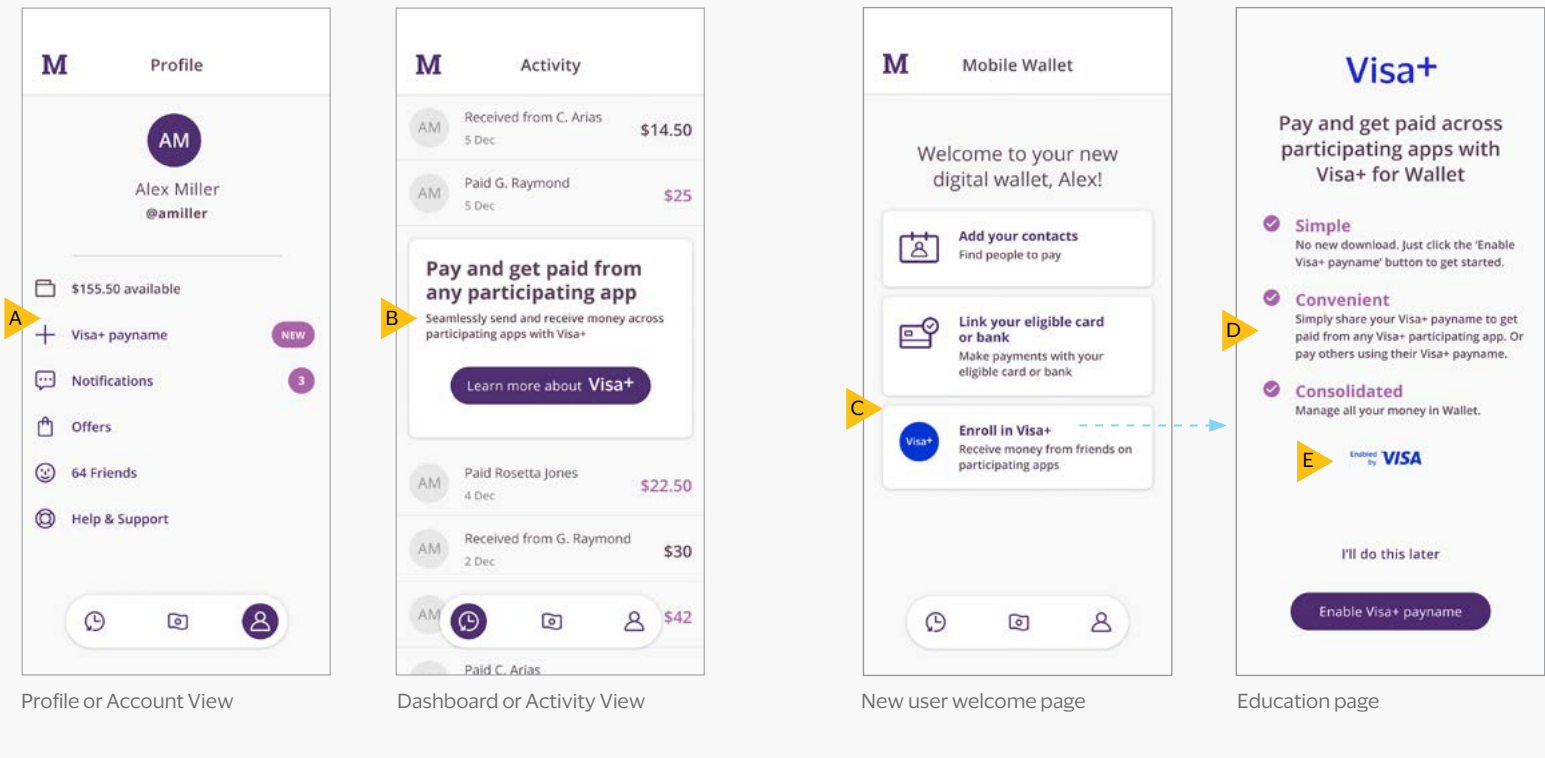 M Profile
AM
Alex Miller
@amiller
$155.50 available
A
Visa+ payname NEW
Notifications 3
Offers
64 Friends
Help & Support
Profile or Account View
M Activity
AM Received from C. Arias $14.50
5 Dec
AM Paid G. Raymond $25
5 Dec
Pay and get paid from
any participating app
B
Seamlessly send and receive money across
participating apps with Visa+
Learn more about Visa+
AM Paid Rosetta Jones $22.50
4 Dec
AM Received from G. Raymond $30
2 Dec
AM $42
Paid C. Arias
Dashboard or Activity View
M Mobile Wallet
Welcome to your new
digital wallet, Alex!
Add your contacts
Find people to pay
Link your eligible card
or bank
Make payments with your
eligible card or bank
C
Visa+ Enroll in Visa+
Receive money from friends on
participating apps
New user welcome page
Visa+
Pay and get paid across
participating apps with
Visa+ for Wallet
Simple
No new download. Just click the ‘Enable
Visa+ payname’ button to get started.
Convenient
D
Simply share your Visa+ payname to get
paid from any Visa+ participating app. Or
pay others using their Visa+ payname.
Consolidated
Manage all your money in Wallet.
E
Enabled
by VISA
I'll do this later
Enable Visa+ payname
Education page